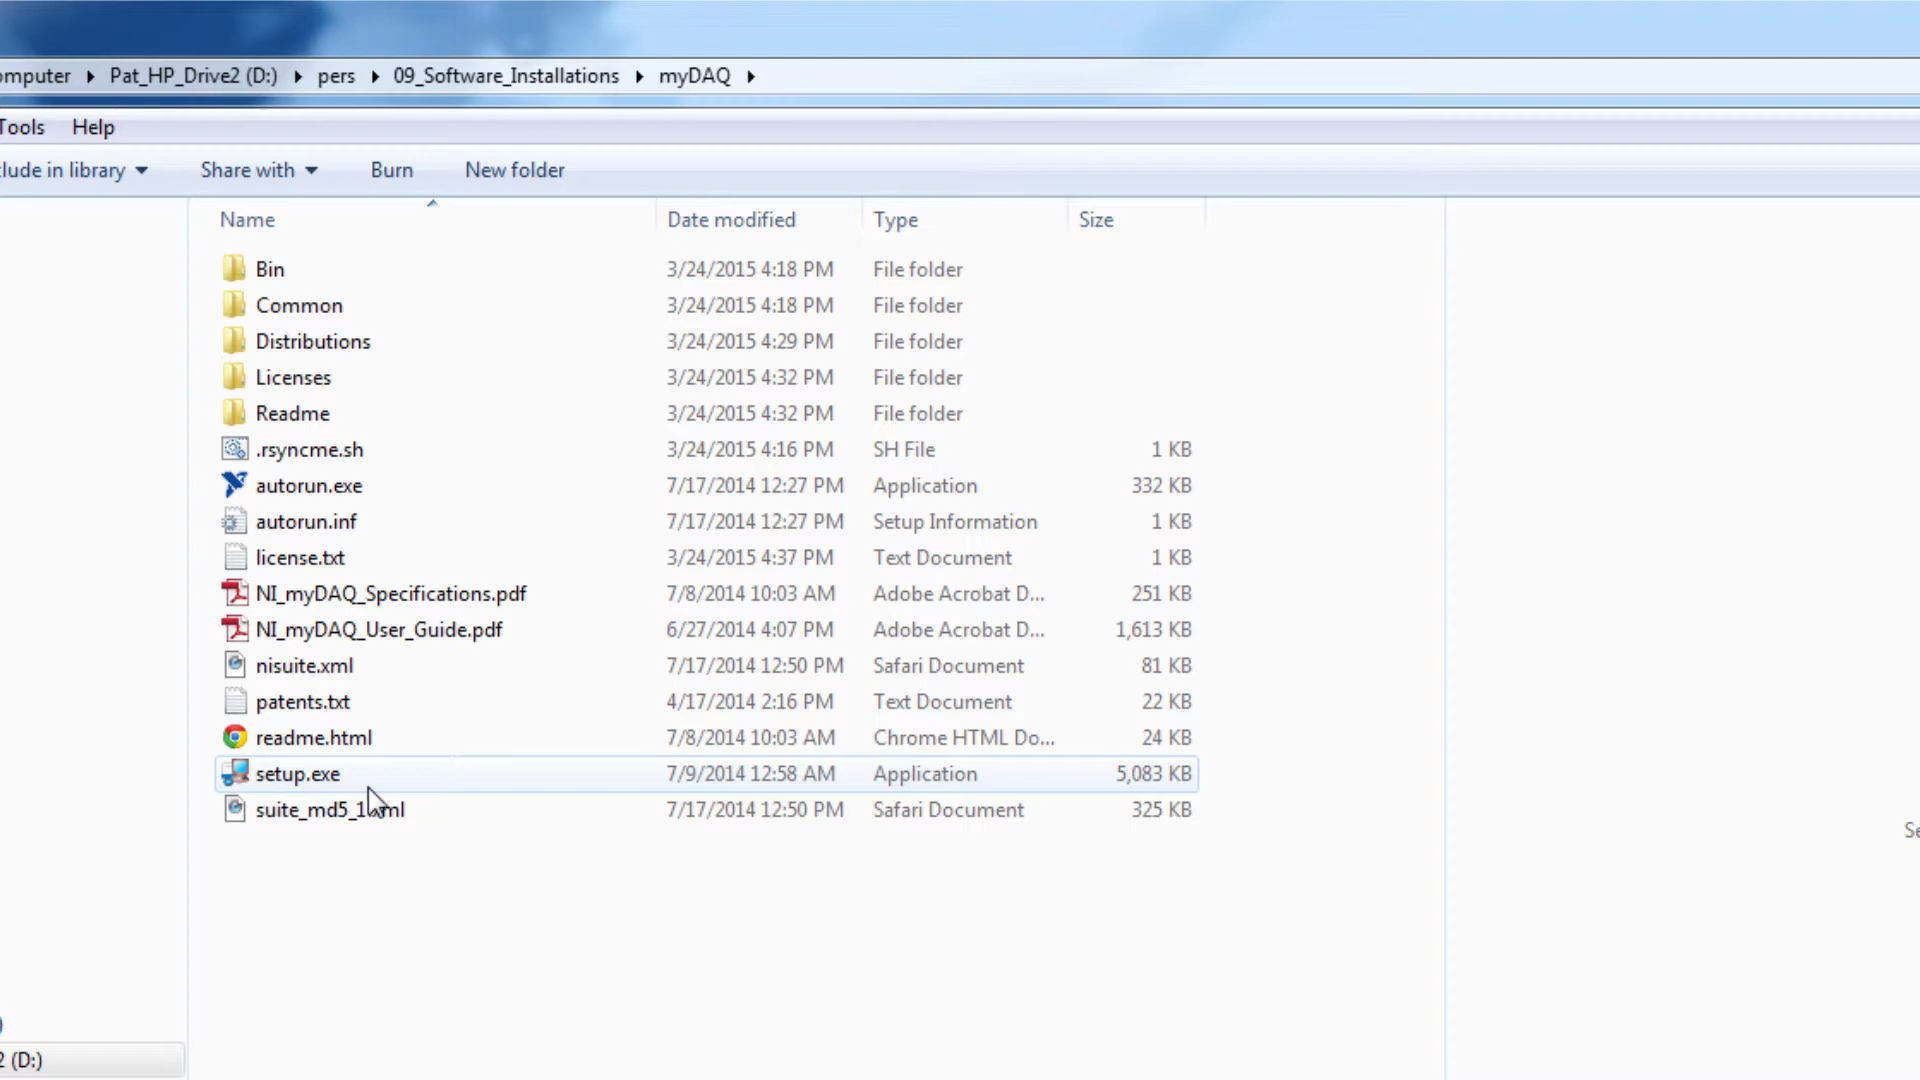 omputer Pat_HP_Drive2 (D:) pers 09_Software_Installations myDAQ
Tools Help
clude in library Share with Burn New folder
Name Date modified Type Size
Bin 3/24/2015 4:18 PM File folder
Common 3/24/2015 4:18 PM File folder
Distributions 3/24/2015 4:29 PM File folder
Licenses 3/24/2015 4:32 PM File folder
Readme 3/24/2015 4:32 PM File folder
.rsyncme.sh 3/24/2015 4:16 PM SH File 1 KB
autorun.exe 7/17/2014 12:27 PM Application 332 KB
autorun.inf 7/17/2014 12:27 PM Setup Information 1 KB
license.txt 3/24/2015 4:37 PM Text Document 1 KB
NI_myDAQ_Specifications.pdf 7/8/2014 10:03 AM Adobe Acrobat D... 251 KB
NI_myDAQ_User_Guide.pdf 6/27/2014 4:07 PM Adobe Acrobat D... 1,613 KB
nisuite.xml 7/17/2014 12:50 PM Safari Document 81 KB
patents.txt 4/17/2014 2:16 PM Text Document 22 KB
readme.html 7/8/2014 10:03 AM Chrome HTML Do... 24 KB
setup.exe 7/9/2014 12:58 AM Application 5,083 KB
suite_md5_1.xml 7/17/2014 12:50 PM Safari Document 325 KB
Se
2 (D:)